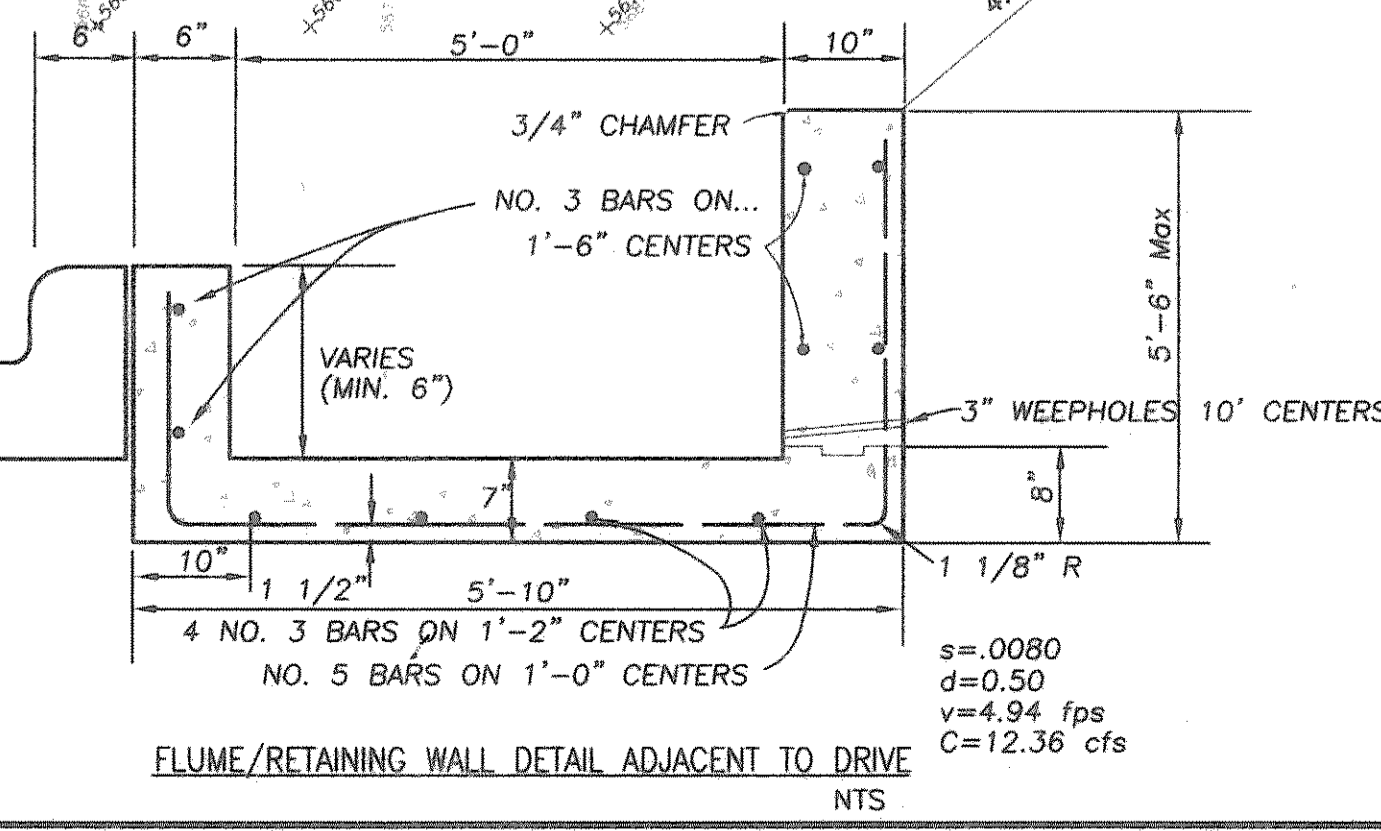 6"
6"
5'-0"
10"
3/4" CHAMFER
NO. 3 BARS ON...
1'-6" CENTERS
5'-6" Max
VARIES
(MIN. 6")
3" WEEPHOLES 10' CENTERS
7"
8"
10"
1 1/2"
5'-10"
1 1/8" R
4 NO. 3 BARS ON 1'-2" CENTERS
NO. 5 BARS ON 1'-0" CENTERS
s=.0080
d=0.50
v=4.94 fps
C=12.36 cfs
FLUME/RETAINING WALL DETAIL ADJACENT TO DRIVE
NTS